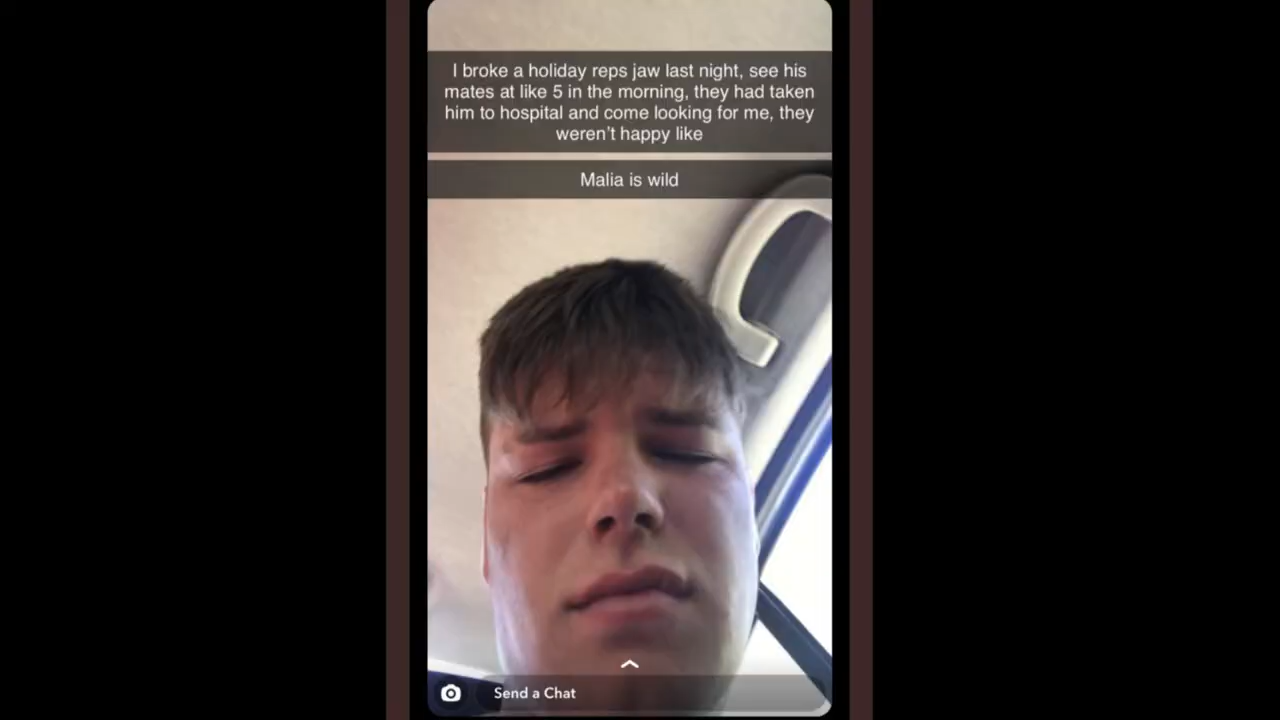 I broke a holiday reps jaw last night, see his
mates at like 5 in the morning, they had taken
him to hospital and come looking for me, they
weren't happy like
Malia is wild
Send a Chat